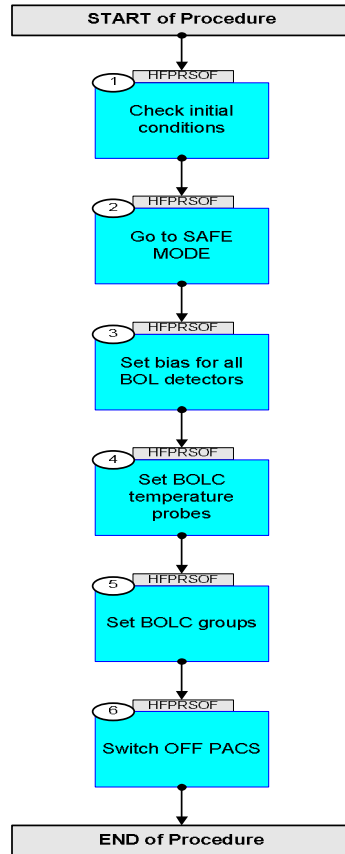 START of Procedure
HFPRSOF
1
Check initial
conditions
HFPRSOF
2
Go to SAFE
MODE
HFPRSOF
3
Set bias for all
BOL detectors
HFPRSOF
4
Set BOLC
temperature
probes
HFPRSOF
5
Set BOLC groups
HFPRSOF
6
Switch OFF PACS
END of Procedure